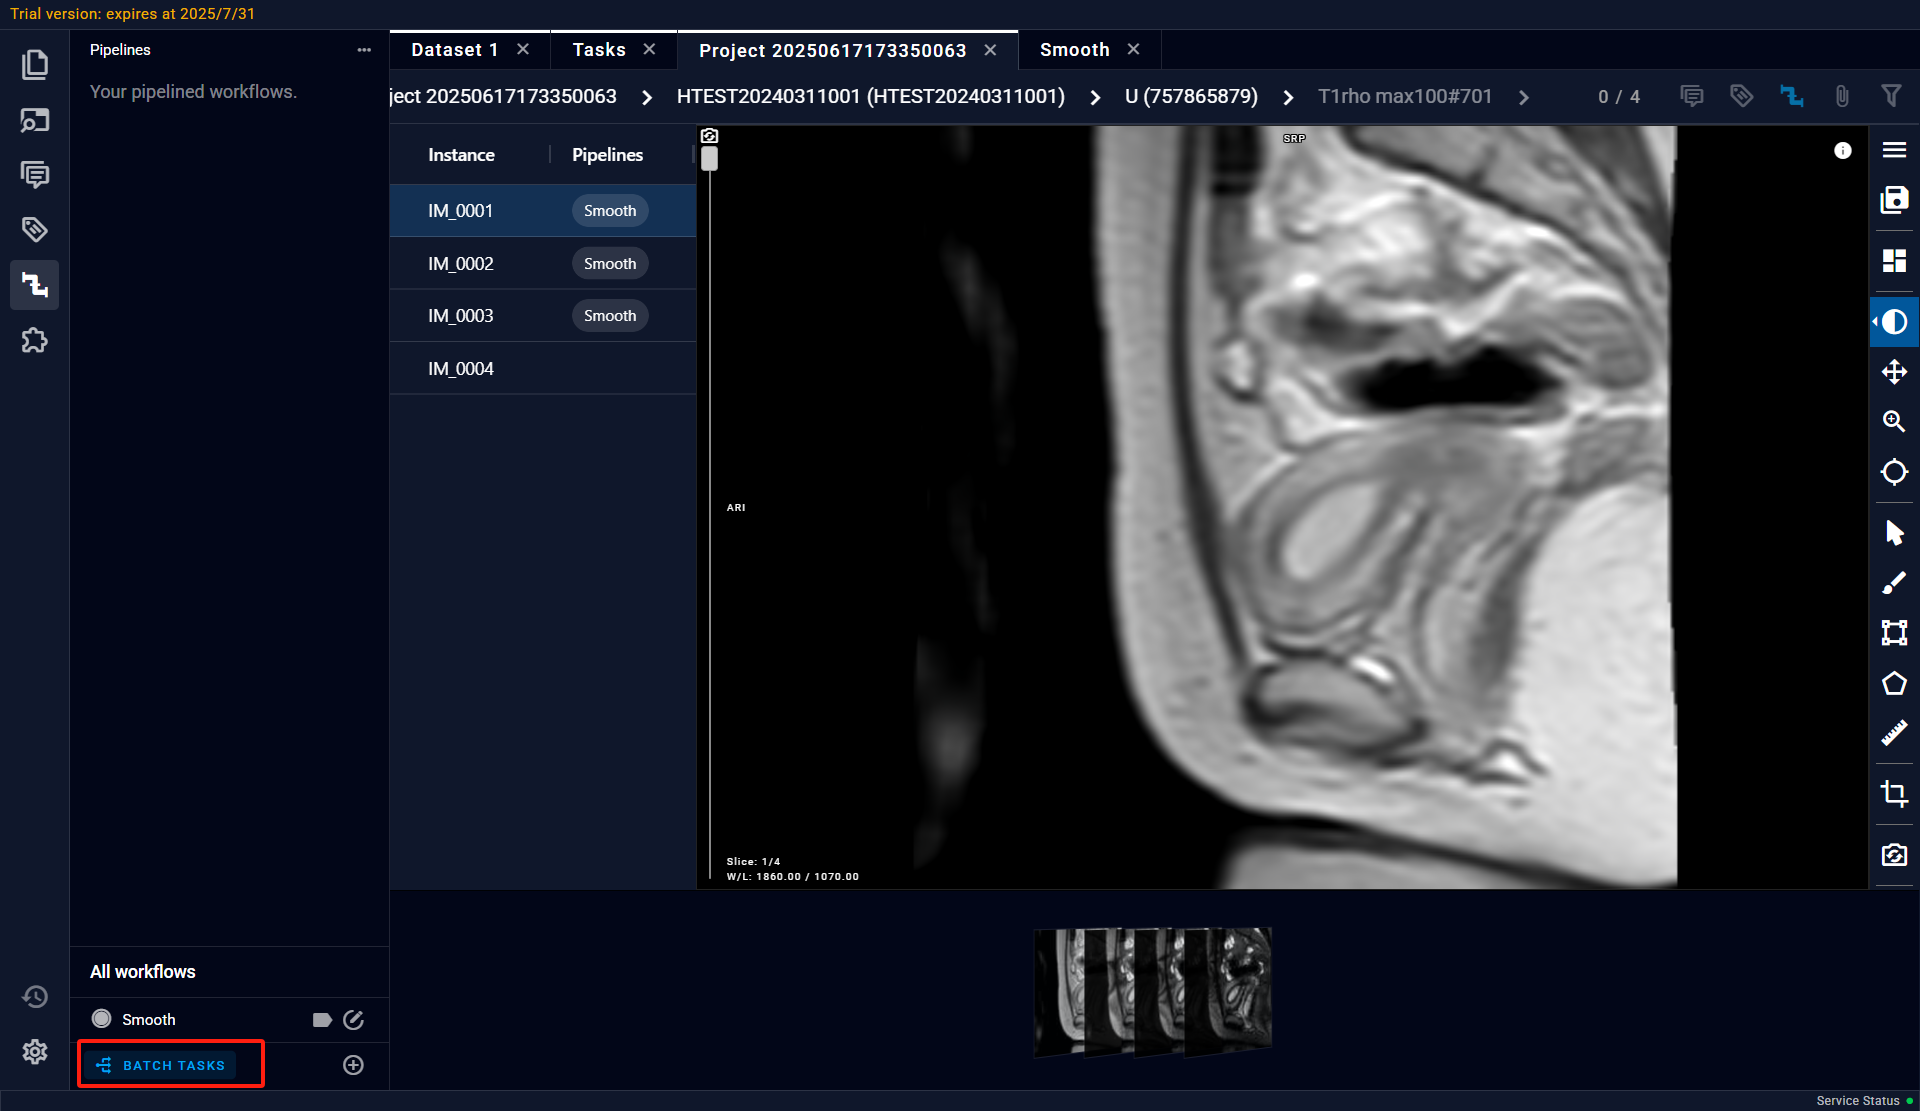 Trial version: expires at 2025/7/31
Pipelines
Your pipelined workflows.
Dataset 1
Tasks
Project 20250617173350063
Smooth
ject 20250617173350063 > HTEST20240311001 (HTEST20240311001) > U (757865879) > T1rho max100#701 >
0 / 4
Instance
Pipelines
IM_0001 Smooth
IM_0002 Smooth
IM_0003 Smooth
IM_0004
SRP
ARI
Slice: 1/4
W/L: 1860.00 / 1070.00
All workflows
Smooth
BATCH TASKS
Service Status